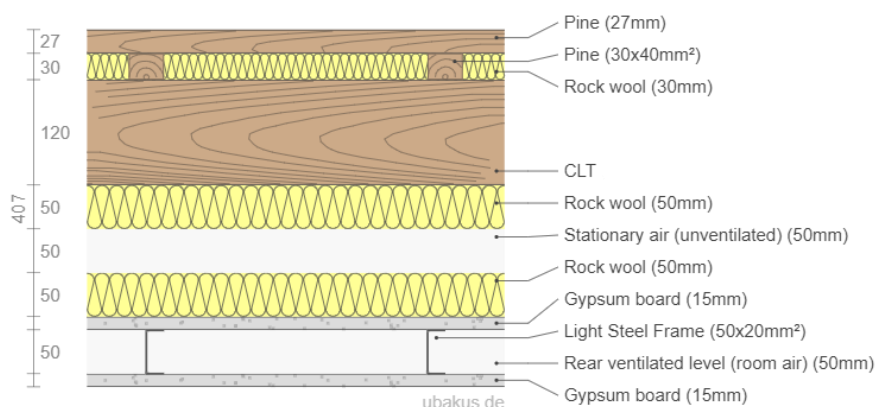 27
30
120
50
50
50
50
407
Pine (27mm)
Pine (30x40mm²)
Rock wool (30mm)
CLT
Rock wool (50mm)
Stationary air (unventilated) (50mm)
Rock wool (50mm)
Gypsum board (15mm)
Light Steel Frame (50x20mm²)
Rear ventilated level (room air) (50mm)
Gypsum board (15mm)
ubakus.de